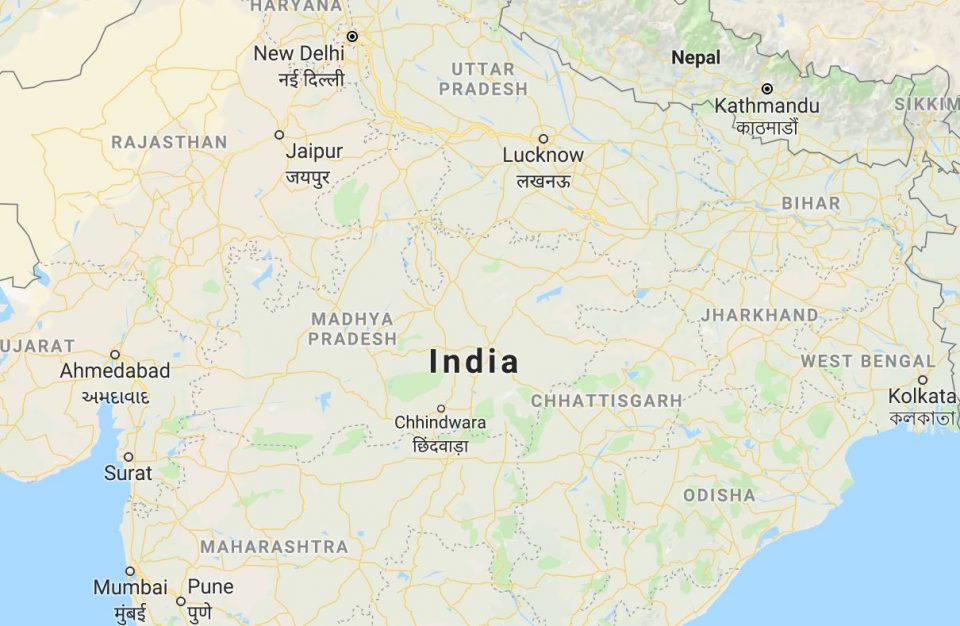 HARYANA
New Delhi
नई दिल्ली
UTTAR
PRADESH
Nepal
Kathmandu
काठमाडौं
SIKKIM
RAJASTHAN
Jaipur
जयपुर
Lucknow
लखनऊ
BIHAR
MADHYA
PRADESH
JHARKHAND
UJARAT
Ahmedabad
અમદાવાદ
India
WEST BENGAL
Kolkata
কলকাতা
CHHATTISGARH
Chhindwara
छिंदवाड़ा
Surat
ODISHA
MAHARASHTRA
Mumbai
मुंबई
Pune
पुणे